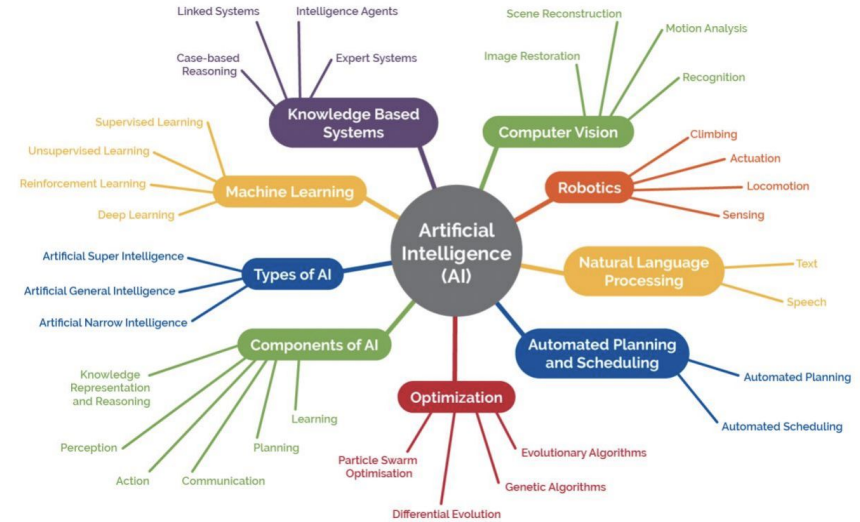 Artificial
Intelligence
(AI)
Knowledge Based
Systems
Linked Systems
Intelligence Agents
Case-based
Reasoning
Expert Systems
Computer Vision
Scene Reconstruction
Motion Analysis
Image Restoration
Recognition
Machine Learning
Supervised Learning
Unsupervised Learning
Reinforcement Learning
Deep Learning
Robotics
Climbing
Actuation
Locomotion
Sensing
Types of AI
Artificial Super Intelligence
Artificial General Intelligence
Artificial Narrow Intelligence
Natural Language
Processing
Text
Speech
Components of AI
Knowledge
Representation
and Reasoning
Perception
Action
Communication
Planning
Learning
Optimization
Particle Swarm
Optimisation
Differential Evolution
Genetic Algorithms
Evolutionary Algorithms
Automated Planning
and Scheduling
Automated Planning
Automated Scheduling